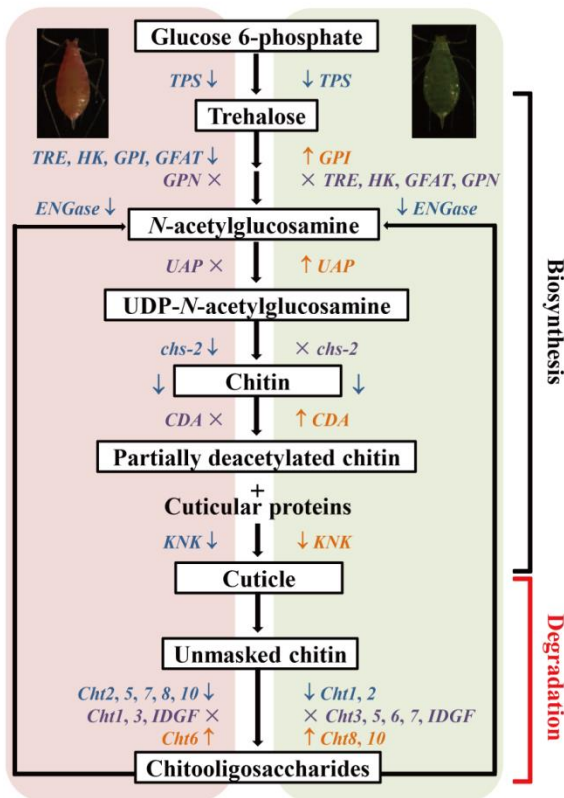 Glucose 6-phosphate
TPS ↓ ↓ TPS
Trehalose
TRE, HK, GPI, GFAT ↓ ↑ GPI
GPN × × TRE, HK, GFAT, GPN
ENGase ↓ ↓ ENGase
N-acetylglucosamine
UAP × ↑ UAP
UDP-N-acetylglucosamine
chs-2 ↓ × chs-2
↓ Chitin ↓
CDA × ↑ CDA
Partially deacetylated chitin
+
Cuticular proteins
KNK ↓ ↓ KNK
Cuticle
Unmasked chitin
Cht2, 5, 7, 8, 10 ↓ ↓ Cht1, 2
Cht1, 3, IDGF × × Cht3, 5, 6, 7, IDGF
Cht6 ↑ ↑ Cht8, 10
Chitooligosaccharides
Biosynthesis
Degradation